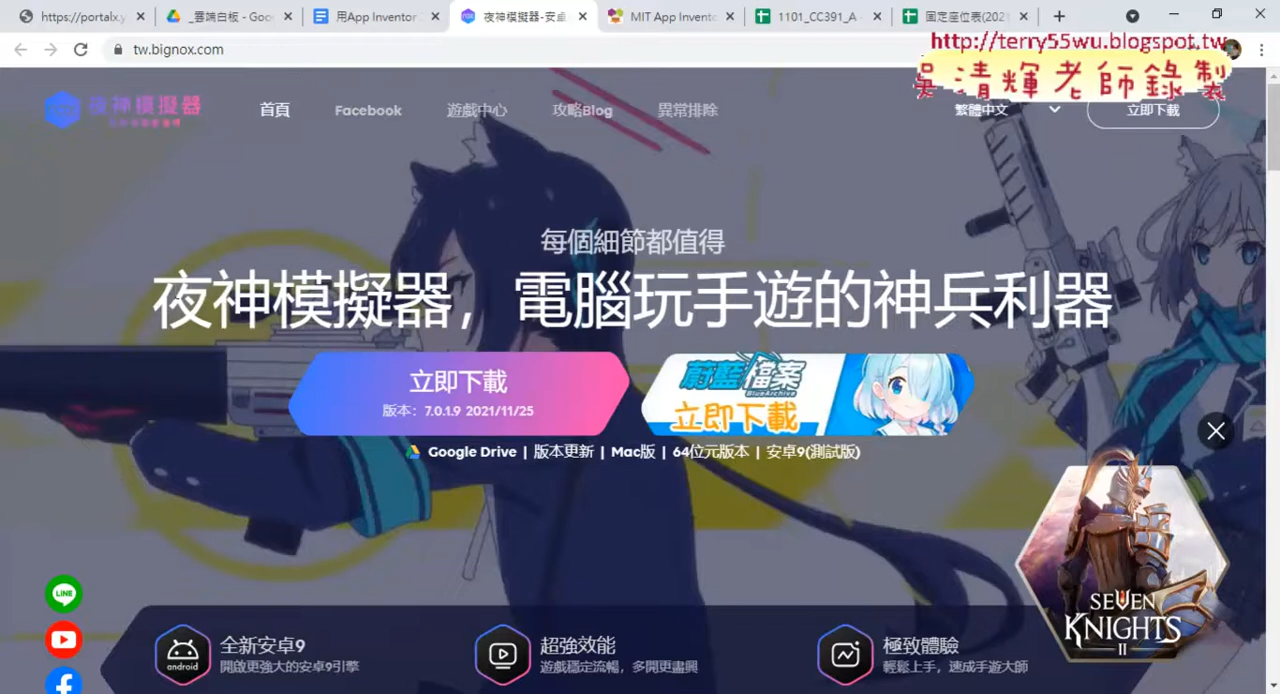 https://portalx.y
_雲端白板 - Goo
用App Inventor
夜神模擬器-安卓
MIT App Invento
1101_CC391_A
固定座位表(202
tw.bignox.com
http://terry55wu.blogspot.tw
吳清輝老師錄製
夜神模擬器
首頁
Facebook
遊戲中心
攻略Blog
異常排除
繁體中文
立即下載
每個細節都值得
夜神模擬器，電腦玩手遊的神兵利器
立即下載
版本：7.0.1.9 2021/11/25
蔚藍檔案
BlueArchive
立即下載
Google Drive | 版本更新 | Mac版 | 64位元版本 | 安卓9(測試版)
SEVEN
KNIGHTS
II
LINE
android
全新安卓9
開啟更強大的安卓9引擎
超強效能
遊戲穩定流暢，多開更盡興
極致體驗
輕鬆上手，速成手遊大師